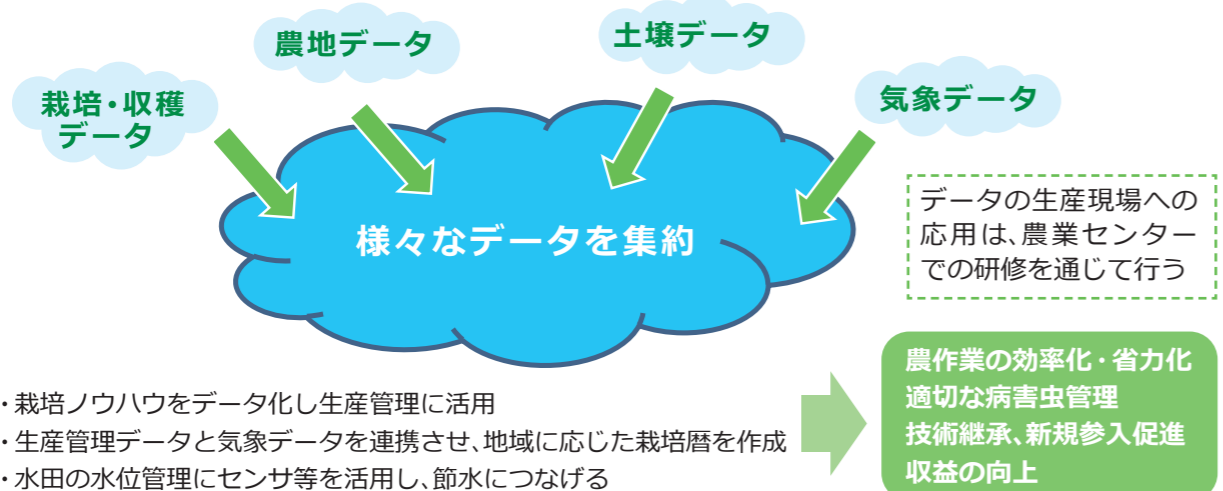 農地データ
土壌データ
栽培・収穫
データ
気象データ
様々なデータを集約
データの生産現場への
応用は、農業センター
での研修を通じて行う
・栽培ノウハウをデータ化し生産管理に活用
・生産管理データと気象データを連携させ、地域に応じた栽培暦を作成
・水田の水位管理にセンサ等を活用し、節水につなげる
農作業の効率化・省力化
適切な病害虫管理
技術継承、新規参入促進
収益の向上